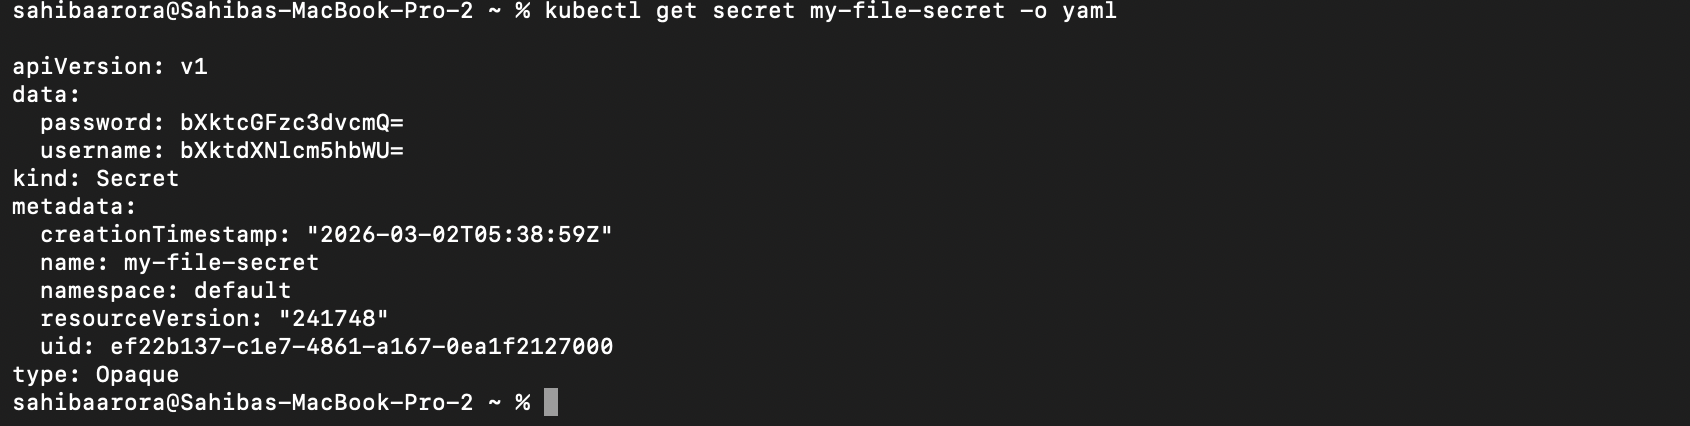 sahibaarora@Sahibas-MacBook-Pro-2 ~ % kubectl get secret my-file-secret -o yaml
apiVersion: v1
data:
  password: bXktcGFzc3dvcmQ=
  username: bXktdXNlcm5hbWU=
kind: Secret
metadata:
  creationTimestamp: "2026-03-02T05:38:59Z"
  name: my-file-secret
  namespace: default
  resourceVersion: "241748"
  uid: ef22b137-c1e7-4861-a167-0ea1f2127000
type: Opaque
sahibaarora@Sahibas-MacBook-Pro-2 ~ %